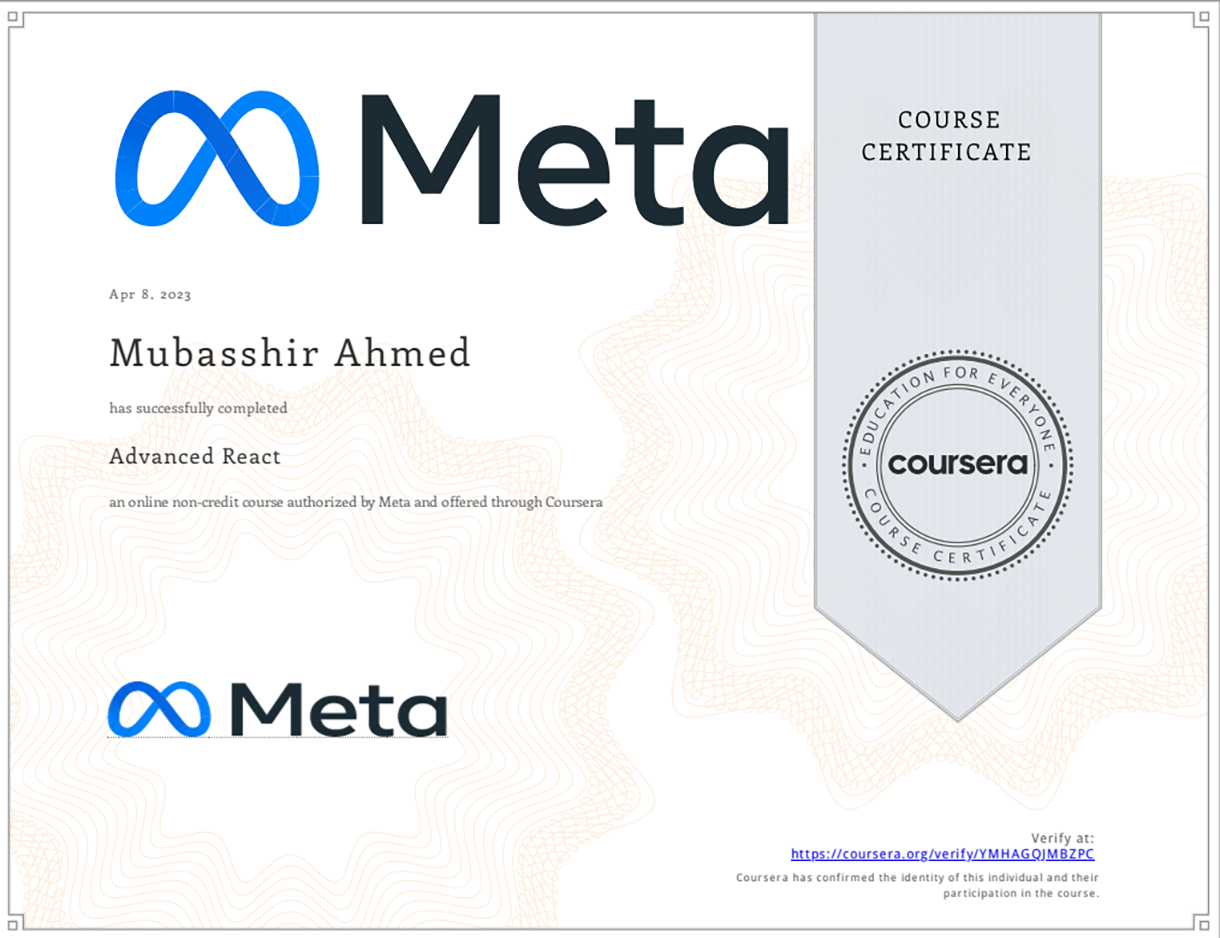 Meta
COURSE
CERTIFICATE
Apr 8, 2023
Mubasshir Ahmed
has successfully completed
Advanced React
an online non-credit course authorized by Meta and offered through Coursera
EDUCATION FOR EVERYONE
coursera
COURSE CERTIFICATE
Meta
Verify at:
https://coursera.org/verify/YMHAGQJMBZPC
Coursera has confirmed the identity of this individual and their
participation in the course.